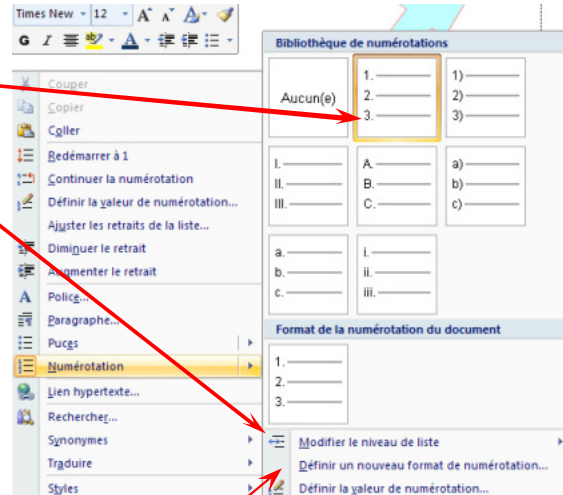 Times New 12 A A A
G I ab A
Bibliothèque de numérotations
Aucun(e)
1.
2.
3.
1)
2)
3)
I.
II.
III.
A.
B.
C.
a)
b)
c)
a.
b.
c.
i.
ii.
iii.
Format de la numérotation du document
1.
2.
3.
Modifier le niveau de liste
Définir un nouveau format de numérotation...
Définir la valeur de numérotation...
Couper
Copier
Coller
Redémarrer à 1
Continuer la numérotation
Définir la valeur de numérotation...
Ajuster les retraits de la liste...
Diminuer le retrait
Augmenter le retrait
A Police...
Paragraphe...
Puces
Numérotation
Lien hypertexte...
Rechercher...
Synonymes
Traduire
Styles